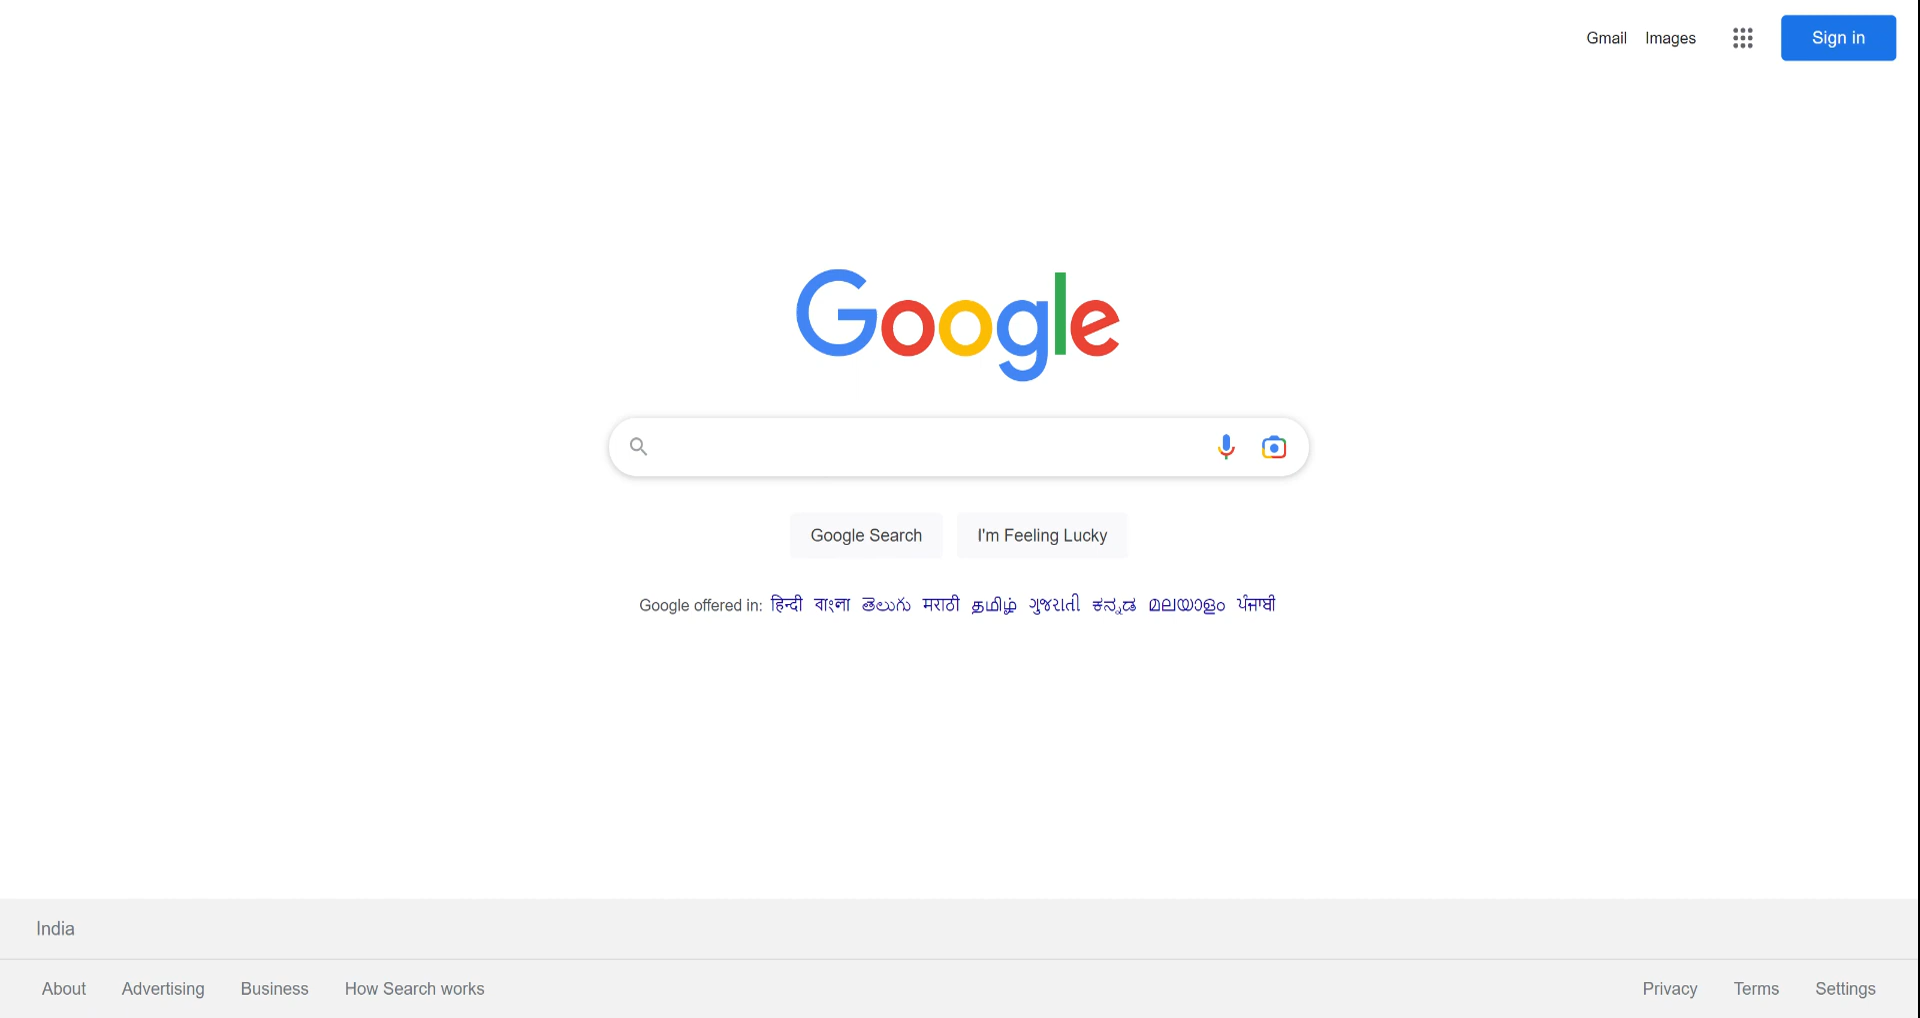 Gmail Images Sign in
Google
Google Search I'm Feeling Lucky
Google offered in: हिन्दी বাংলা తెలుగు मराठी தமிழ் ગુજરાતી ಕನ್ನಡ മലയാളം ਪੰਜਾਬੀ
India
About Advertising Business How Search works Privacy Terms Settings